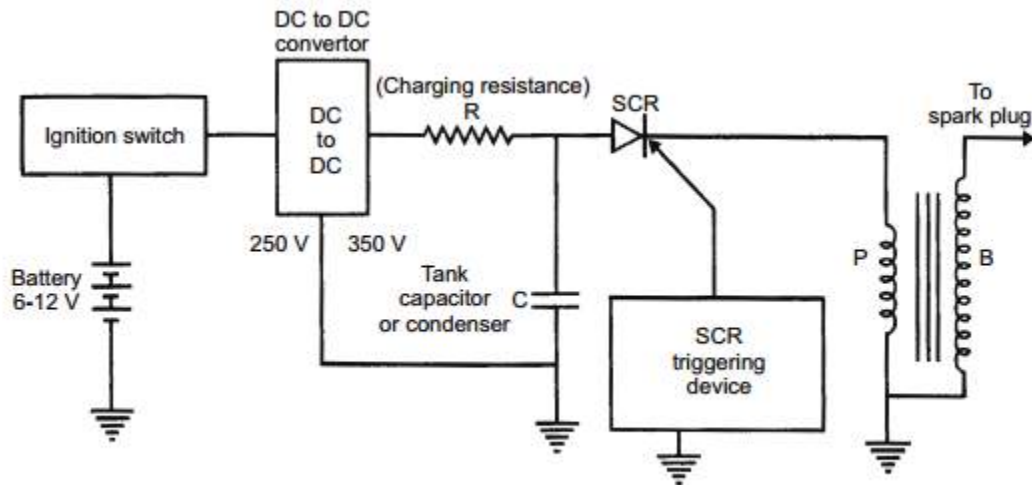 DC to DC
convertor
(Charging resistance)
R
SCR
To
spark plug
Ignition switch
DC
to
DC
250 V
350 V
Battery
6-12 V
Tank
capacitor
or condenser
C
SCR
triggering
device
P
B